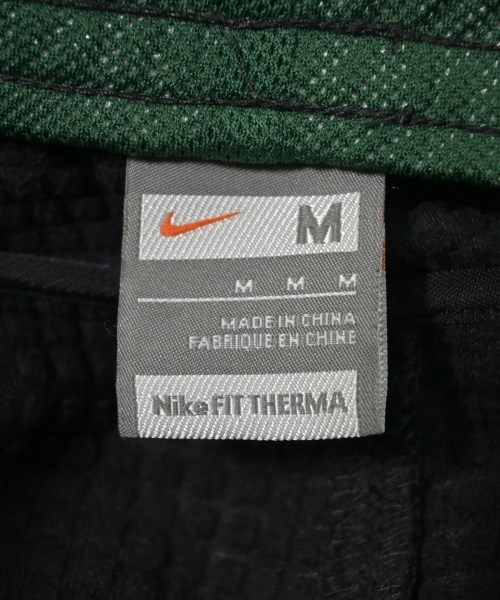 M
M M M
MADE IN CHINA
FABRIQUE EN CHINE
Nike FIT THERMA